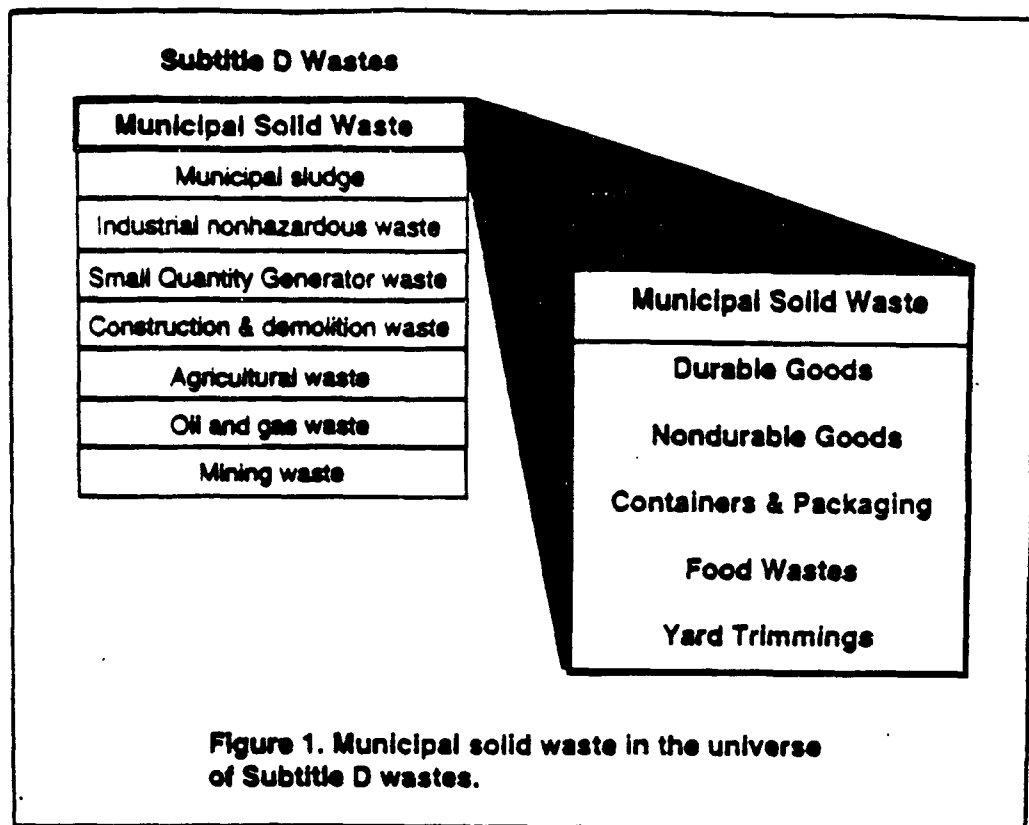 Subtitle D Wastes
Municipal Solid Waste
Municipal sludge
Industrial nonhazardous waste
Small Quantity Generator waste
Construction & demolition waste
Agricultural waste
Oil and gas waste
Mining waste
Municipal Solid Waste
Durable Goods
Nondurable Goods
Containers & Packaging
Food Wastes
Yard Trimmings
Figure 1. Municipal solid waste in the universe
of Subtitle D wastes.